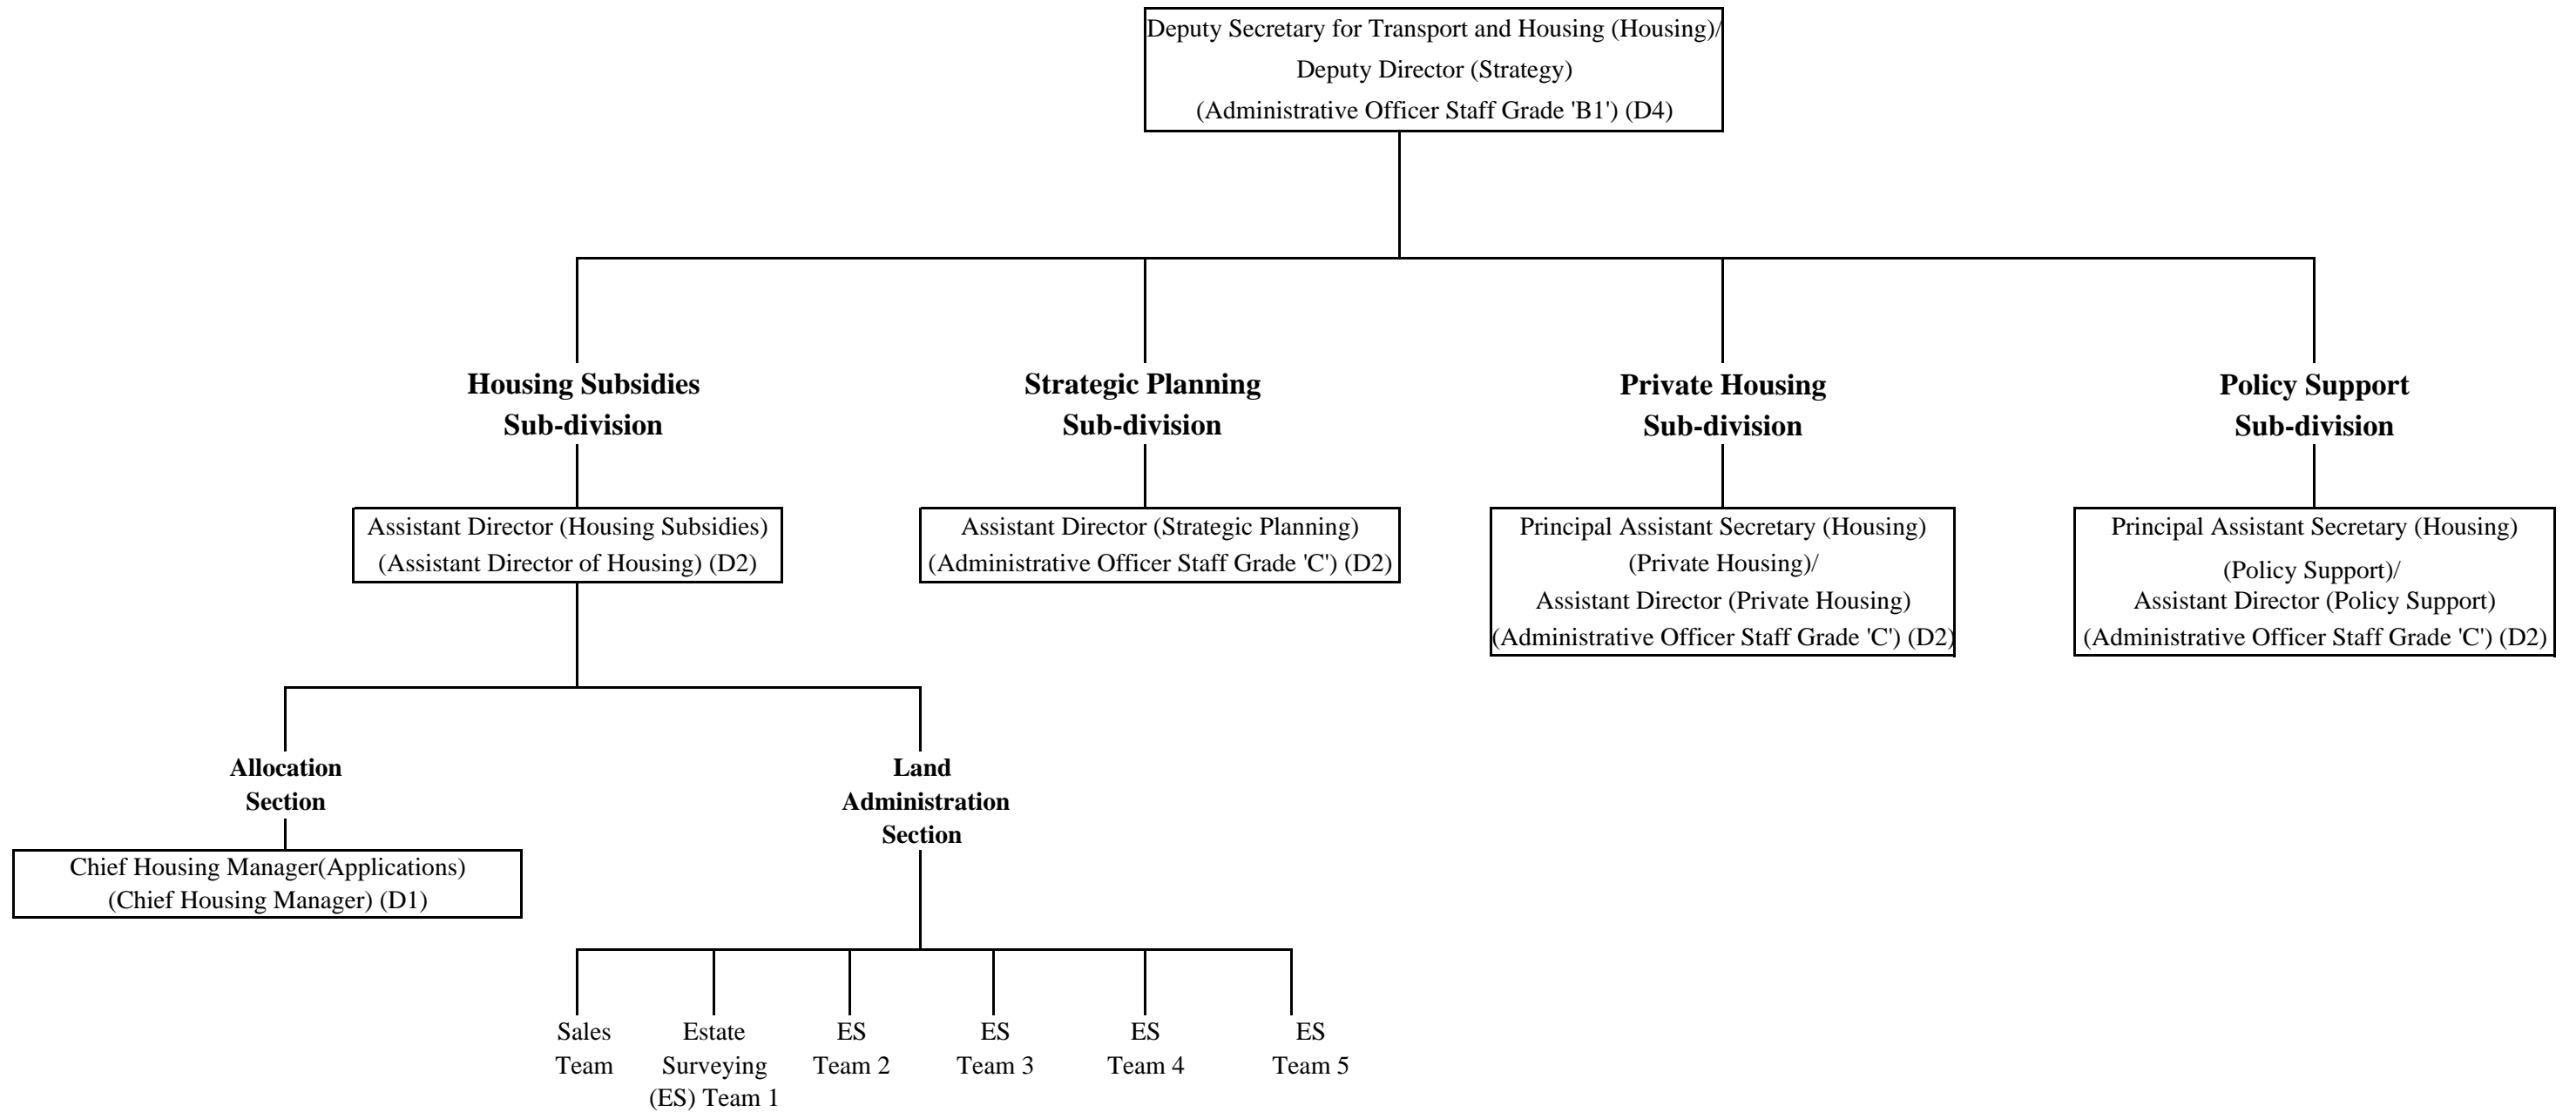 Deputy Secretary for Transport and Housing (Housing)/
Deputy Director (Strategy)
(Administrative Officer Staff Grade 'B1') (D4)
Housing Subsidies
Sub-division
Strategic Planning
Sub-division
Private Housing
Sub-division
Policy Support
Sub-division
Assistant Director (Housing Subsidies)
(Assistant Director of Housing) (D2)
Assistant Director (Strategic Planning)
(Administrative Officer Staff Grade 'C') (D2)
Principal Assistant Secretary (Housing)
(Private Housing)/
Assistant Director (Private Housing)
(Administrative Officer Staff Grade 'C') (D2)
Principal Assistant Secretary (Housing)
(Policy Support)/
Assistant Director (Policy Support)
(Administrative Officer Staff Grade 'C') (D2)
Allocation
Section
Land
Administration
Section
Chief Housing Manager(Applications)
(Chief Housing Manager) (D1)
Sales
Team
Estate
Surveying
(ES) Team 1
ES
Team 2
ES
Team 3
ES
Team 4
ES
Team 5